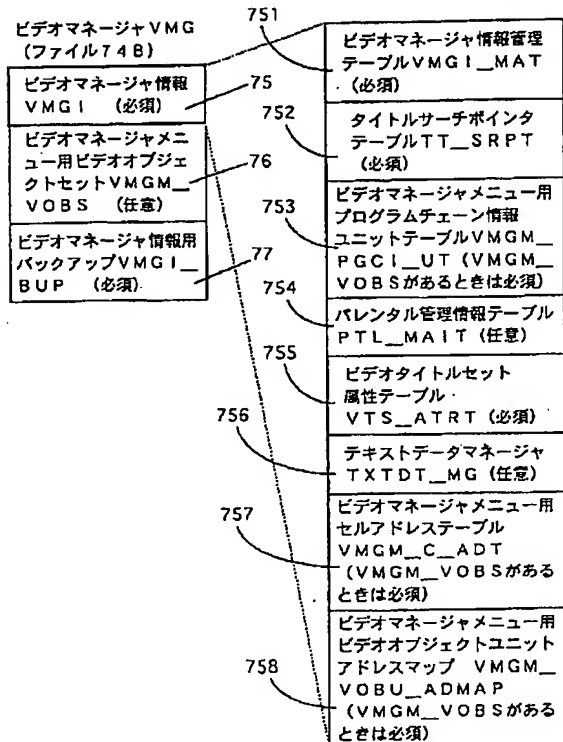 ビデオマネージャVMG
(ファイル74B)
ビデオマネージャ情報
VMGI (必須)
75
ビデオマネージャメニ
ュー用ビデオオブジェ
クトセットVMGM__
VOBS (任意)
76
ビデオマネージャ情報用
バックアップVMGI__
BUP (必須)
77
751
ビデオマネージャ情報管理
テーブルVMGI__MAT
(必須)
752
タイトルサーチポインタ
テーブルTT__SRPT
(必須)
753
ビデオマネージャメニュー用
プログラムチェーン情報
ユニットテーブルVMGM__
PGCI__UT (VMGM__
VOBSがあるときは必須)
754
パレンタル管理情報テーブル
PTL__MAIT (任意)
755
ビデオタイトルセット
属性テーブル
VTS__ATRT (必須)
756
テキストデータマネージャ
TXTDT__MG (任意)
757
ビデオマネージャメニュー用
セルアドレステーブル
VMGM__C__ADT
(VMGM__VOBSがある
ときは必須)
758
ビデオマネージャメニュー用
ビデオオブジェクトユニット
アドレスマップ VMGM__
VOBU__ADMAP
(VMGM__VOBSがある
ときは必須)